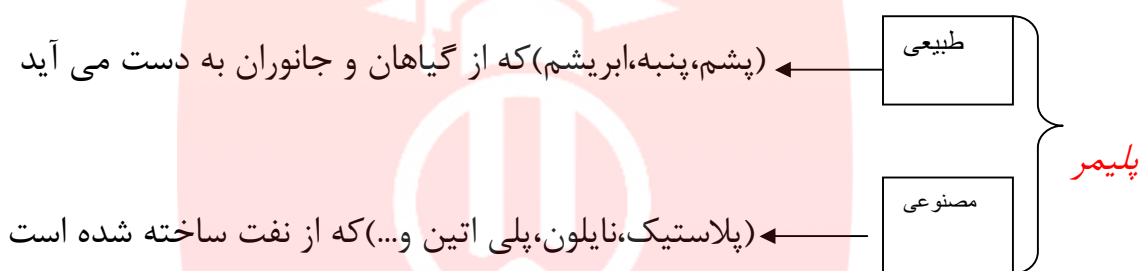 طبیعی
(پشم،پنبه،ابریشم)که از گیاهان و جانوران به دست می آید
پلیمر
مصنوعی
(پلاستیک،نایلون،پلی اتین و...)که از نفت ساخته شده است